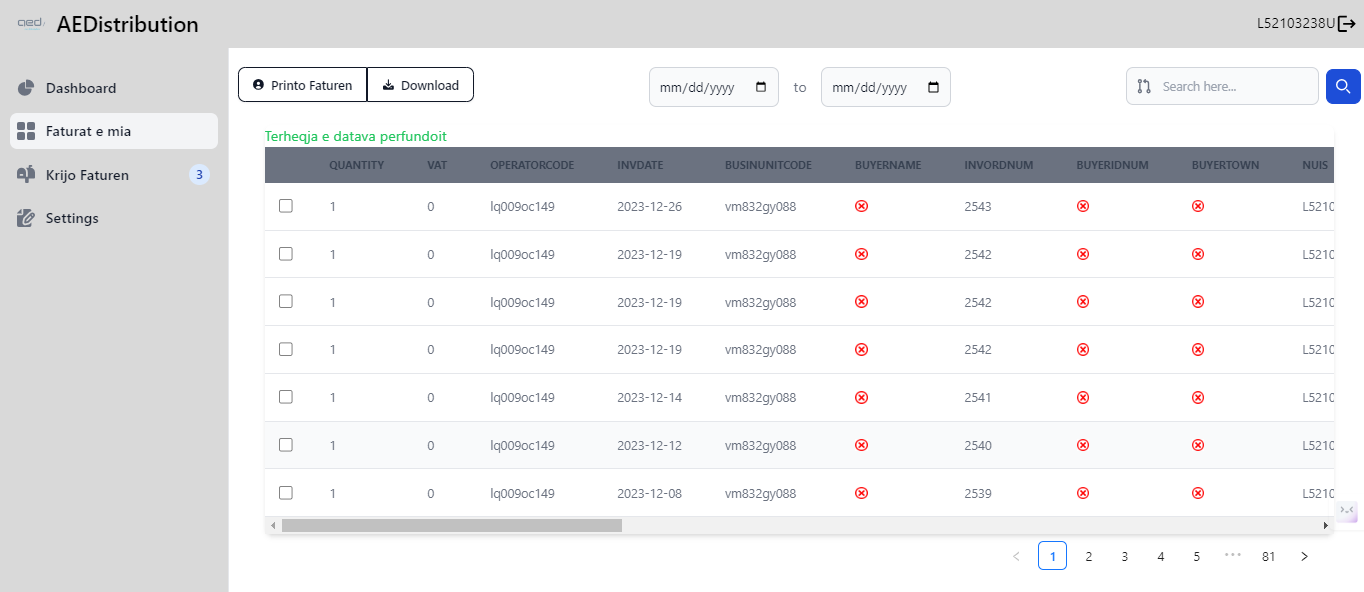 aed
AEDistribution
L52103238U
Dashboard
Faturat e mia
Krijo Faturen 3
Settings
Printo Faturen Download
mm/dd/yyyy to mm/dd/yyyy
Search here...
Terheqja e datava perfundoit
QUANTITY VAT OPERATORCODE INVDATE BUSINUNITCODE BUYERNAME INVORDNUM BUYERIDNUM BUYERTOWN NUIS
1 0 lq009oc149 2023-12-26 vm832gy088 2543 L5210
1 0 lq009oc149 2023-12-19 vm832gy088 2542 L5210
1 0 lq009oc149 2023-12-19 vm832gy088 2542 L5210
1 0 lq009oc149 2023-12-19 vm832gy088 2542 L5210
1 0 lq009oc149 2023-12-14 vm832gy088 2541 L5210
1 0 lq009oc149 2023-12-12 vm832gy088 2540 L5210
1 0 lq009oc149 2023-12-08 vm832gy088 2539 L5210
< 1 2 3 4 5 ••• 81 >